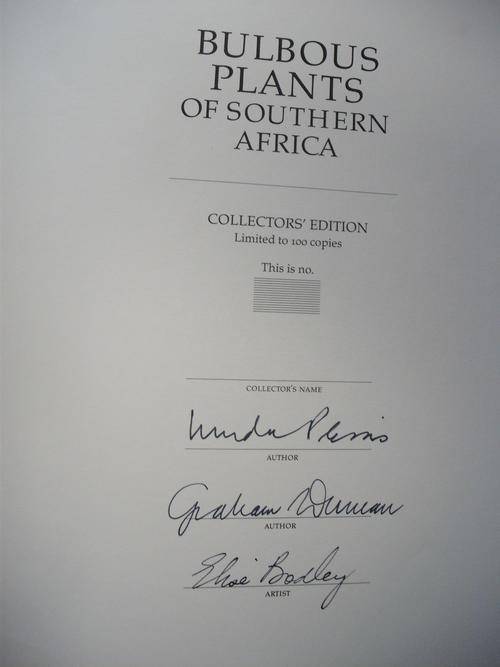 BULBOUS
PLANTS
OF SOUTHERN
AFRICA
COLLECTORS' EDITION
Limited to 100 copies
This is no.
COLLECTOR'S NAME
Plessis
AUTHOR
Graham Duncan
AUTHOR
Elise Bodley
ARTIST